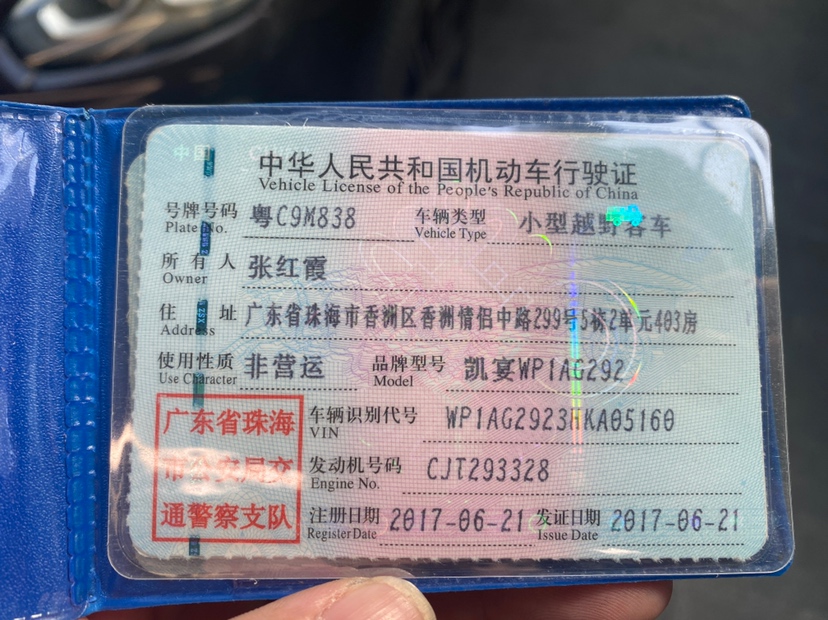 中国
中华人民共和国机动车行驶证
Vehicle License of the People's Republic of China
号牌号码 粤C9M838 车辆类型 小型越野客车
Plate No. Vehicle Type
所有人 张红霞
Owner
住址 广东省珠海市香洲区香洲情侣中路299号5栋2单元403房
Address
使用性质 非营运 品牌型号 凯宴WP1AG292
Use Character Model
广东省珠海市公安局交通警察支队
车辆识别代号 WP1AG2923HKA05160
VIN
发动机号码 CJT293328
Engine No.
注册日期 2017-06-21 发证日期 2017-06-21
Register Date Issue Date